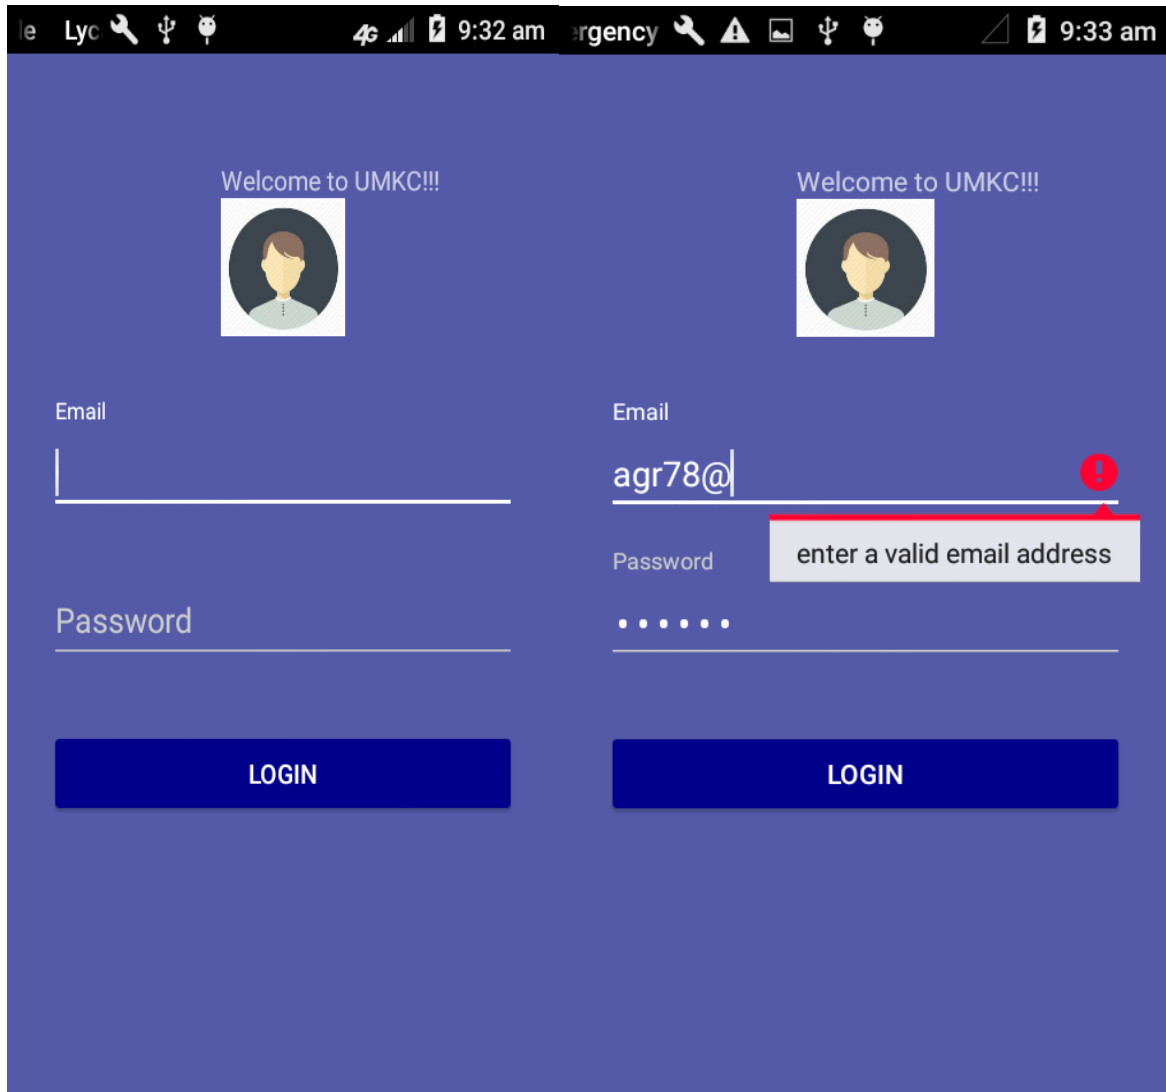 Lyc 4G 9:32 am
Welcome to UMKC!!!
Email
Password
LOGIN
rgency 9:33 am
Welcome to UMKC!!!
Email
agr78@
enter a valid email address
Password
LOGIN